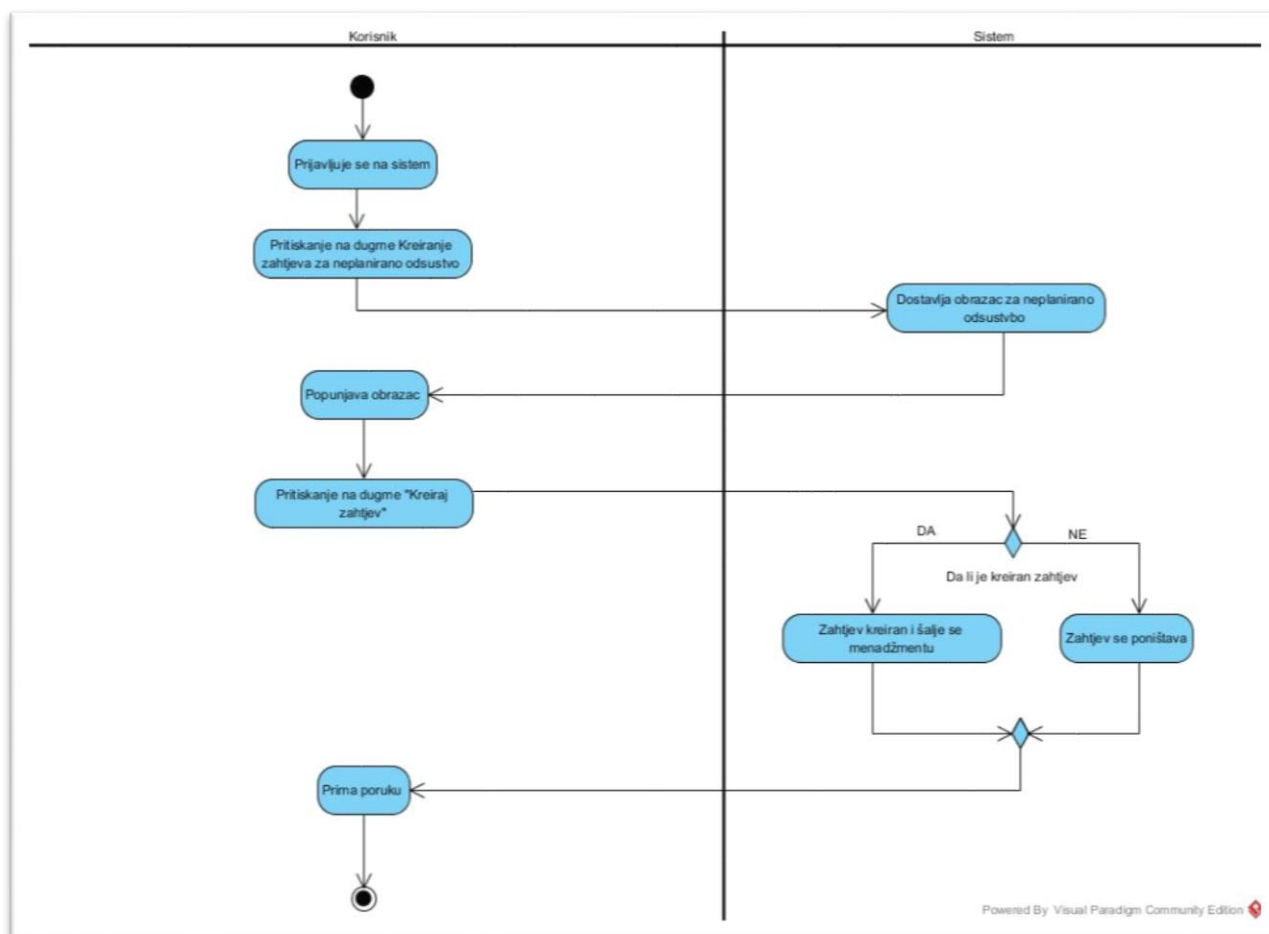 Korisnik
Sistem
Prijavljuje se na sistem
Pritiskanje na dugme Kreiranje
zahtjeva za neplanirano odsustvo
Dostavlja obrazac za neplanirano
odsustvbo
Popunjava obrazac
Pritiskanje na dugme "Kreiraj
zahtjev"
DA
NE
Da li je kreiran zahtjev
Zahtjev kreiran i šalje se
menadžmentu
Zahtjev se poništava
Prima poruku
Powered By Visual Paradigm Community Edition